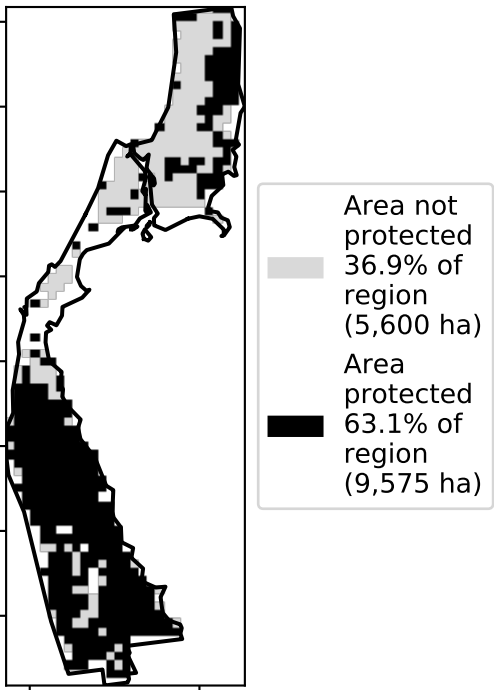 Area not
protected
36.9% of
region
(5,600 ha)
Area
protected
63.1% of
region
(9,575 ha)